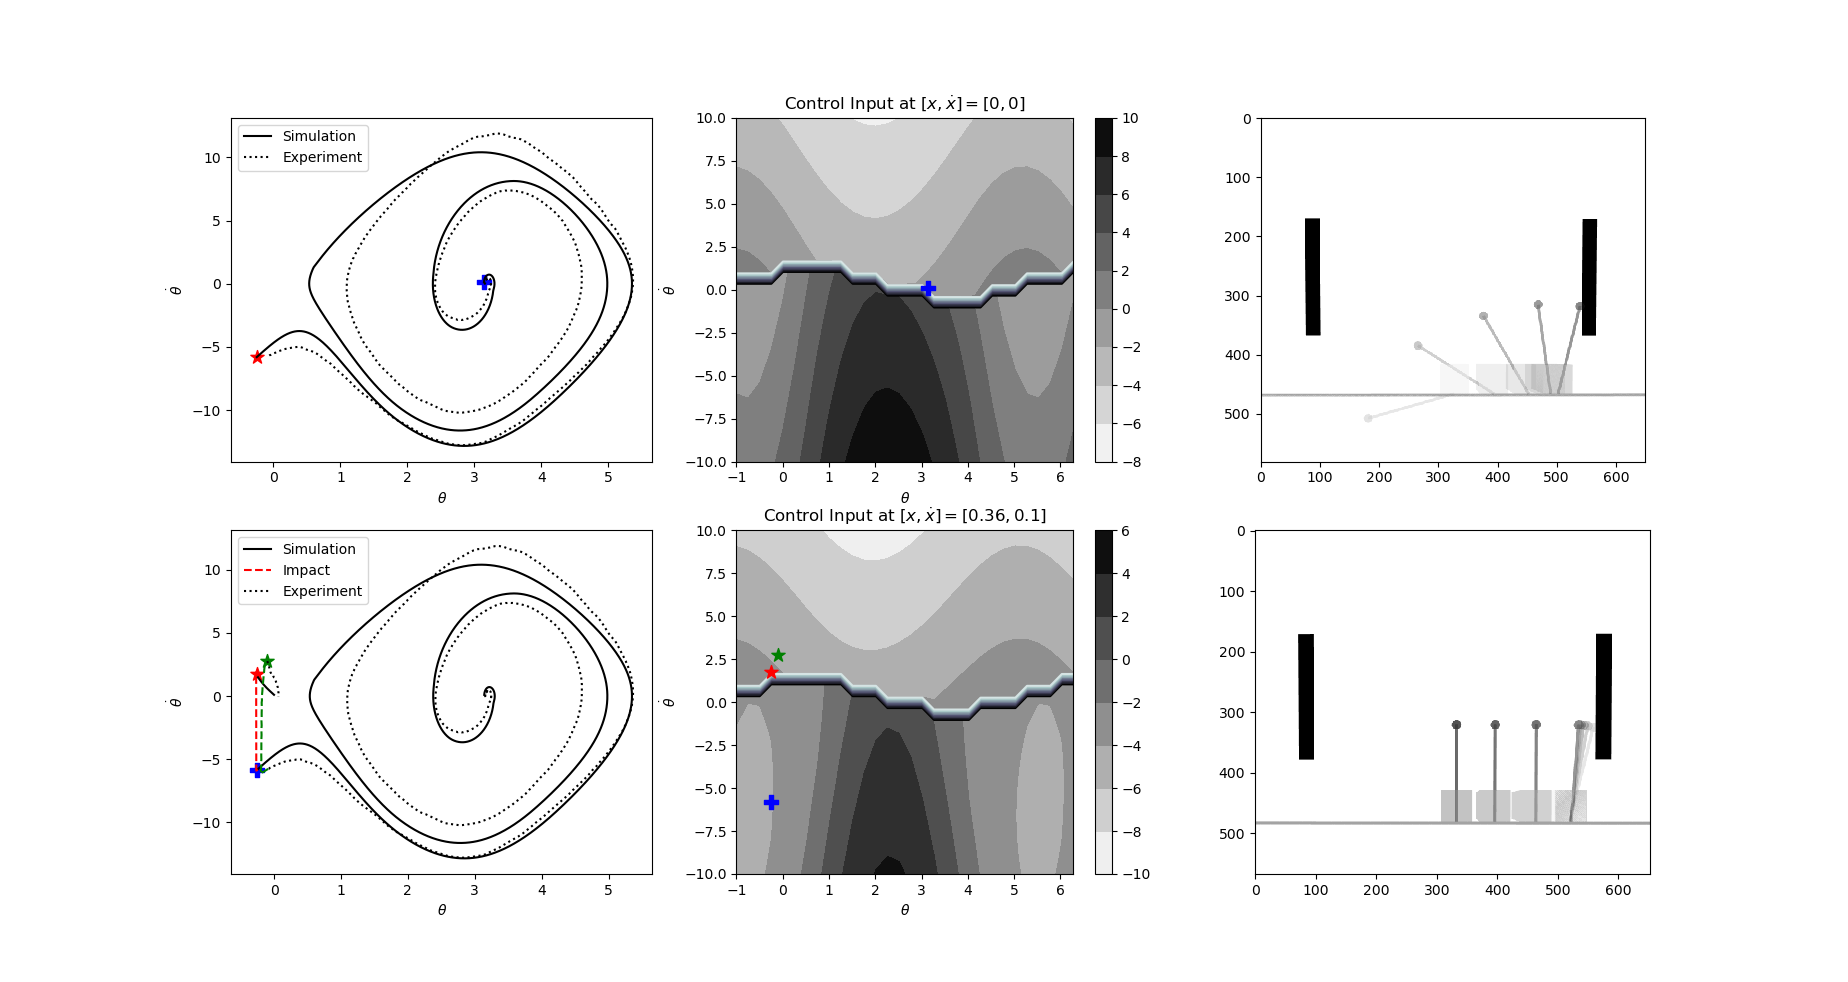 Simulation
Experiment
10
5
0
−5
−10
θ̇
0 1 2 3 4 5
θ
Control Input at [x, ẋ] = [0, 0]
10.0
7.5
5.0
2.5
0.0
−2.5
−5.0
−7.5
−10.0
θ̇
−1 0 1 2 3 4 5 6
θ
10
8
6
4
2
0
−2
−4
−6
−8
0
100
200
300
400
500
0 100 200 300 400 500 600
Simulation
Impact
Experiment
10
5
0
−5
−10
θ̇
0 1 2 3 4 5
θ
Control Input at [x, ẋ] = [0.36, 0.1]
10.0
7.5
5.0
2.5
0.0
−2.5
−5.0
−7.5
−10.0
θ̇
−1 0 1 2 3 4 5 6
θ
6
4
2
0
−2
−4
−6
−8
−10
0
100
200
300
400
500
0 100 200 300 400 500 600